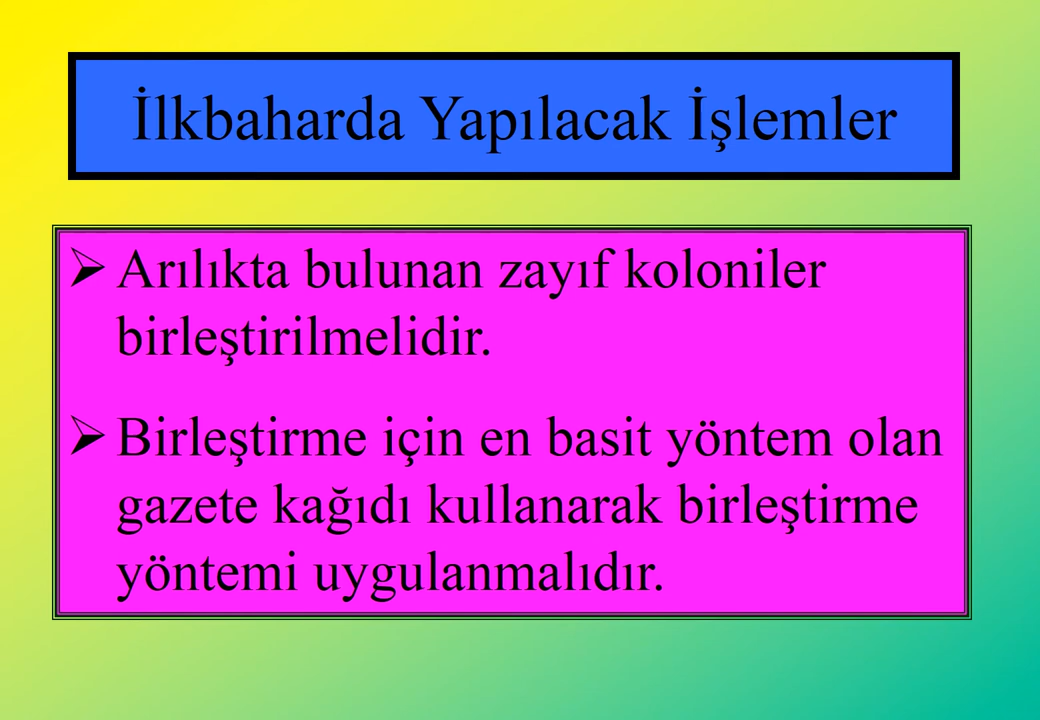 İlkbaharda Yapılacak İşlemler
➢ Arılıkta bulunan zayıf koloniler
birleştirilmelidir.
➢ Birleştirme için en basit yöntem olan
gazete kağıdı kullanarak birleştirme
yöntemi uygulanmalıdır.